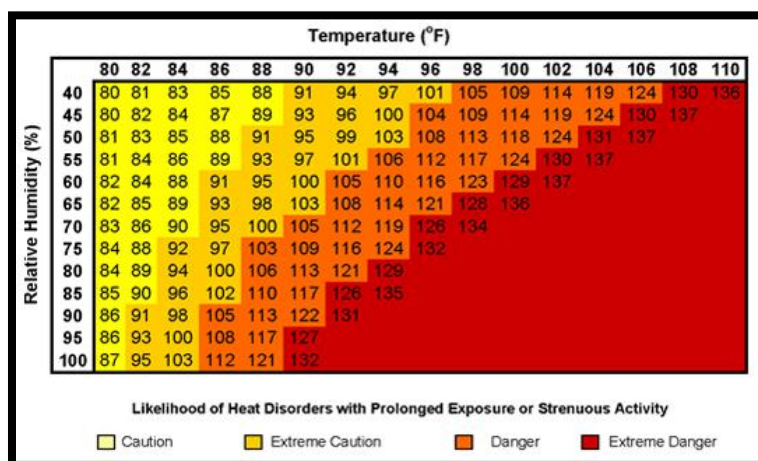 Temperature (°F)
80 82 84 86 88 90 92 94 96 98 100 102 104 106 108 110
Relative Humidity (%)
40 80 81 83 85 88 91 94 97 101 105 109 114 119 124 130 136
45 80 82 84 87 89 93 96 100 104 109 114 119 124 130 137
50 81 83 85 88 91 95 99 103 108 113 118 124 131 137
55 81 84 86 89 93 97 101 106 112 117 124 130 137
60 82 84 88 91 95 100 105 110 116 123 129 137
65 82 85 89 93 98 103 108 114 121 128 136
70 83 86 90 95 100 105 112 119 126 134
75 84 88 92 97 103 109 116 124 132
80 84 89 94 100 106 113 121 129
85 85 90 96 102 110 117 126 135
90 86 91 98 105 113 122 131
95 86 93 100 108 117 127
100 87 95 103 112 121 132
Likelihood of Heat Disorders with Prolonged Exposure or Strenuous Activity
Caution Extreme Caution Danger Extreme Danger